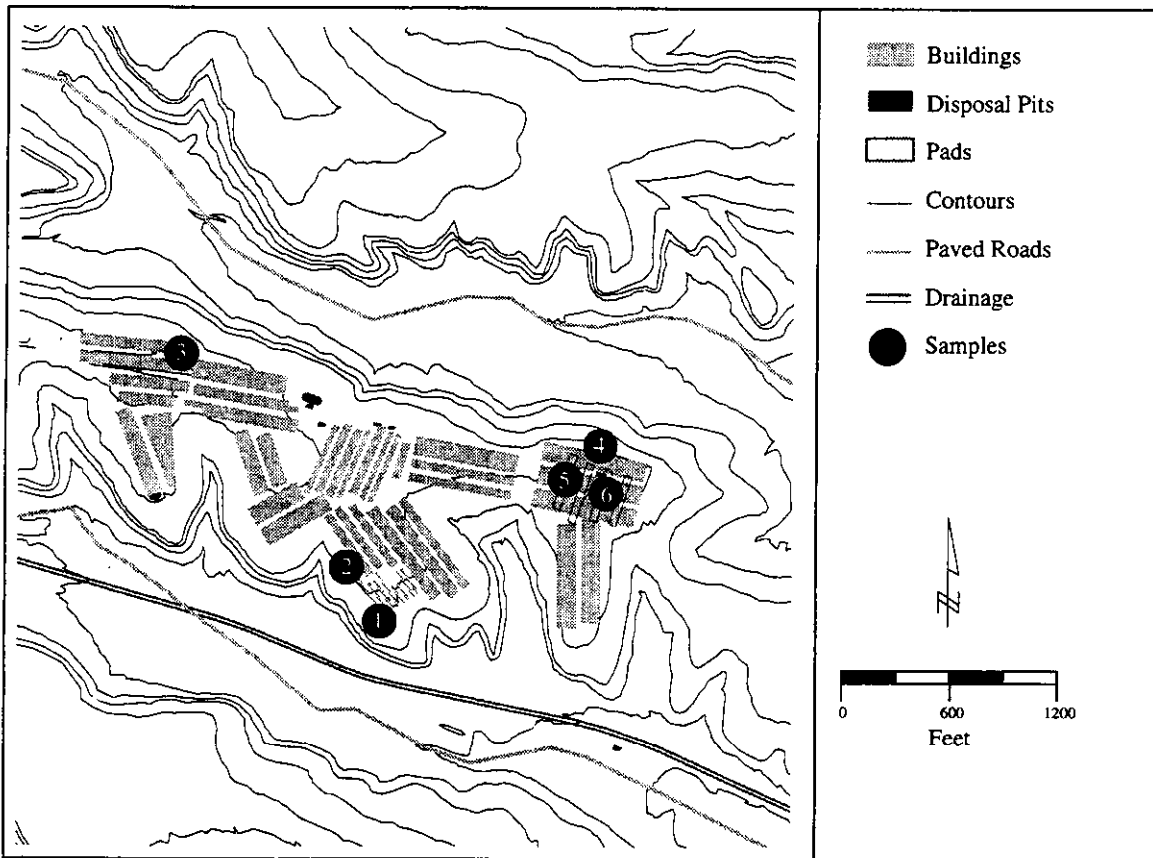 Buildings
Disposal Pits
Pads
Contours
Paved Roads
Drainage
Samples
3
4
5
6
2
1
N
0 600 1200
Feet